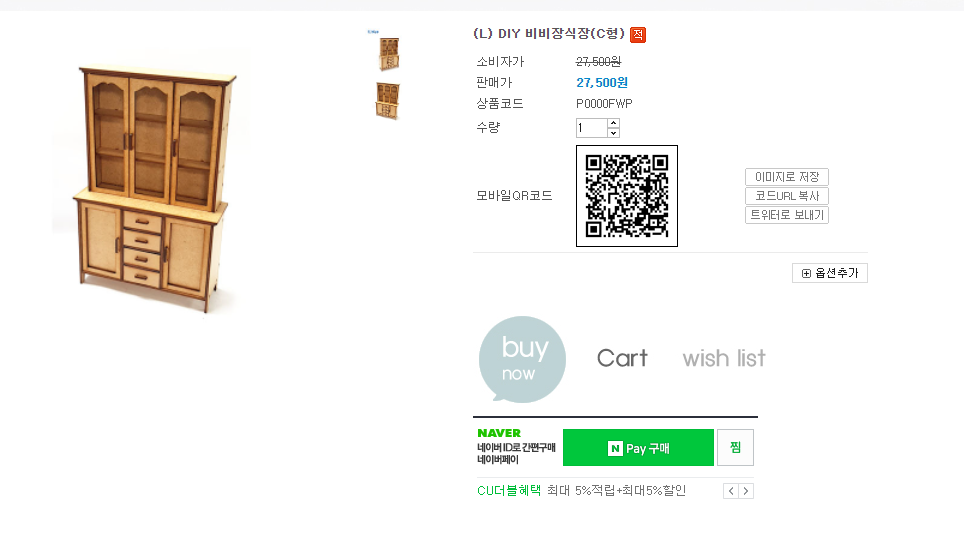 (L) DIY 비비장식장(C형) 적
소비자가 27,500원
판매가 27,500원
상품코드 P0000FWP
수량 1
모바일QR코드
이미지로 저장
코드URL 복사
트위터로 보내기
옵션추가
buy now
Cart
wish list
NAVER
네이버 ID로 간편구매
네이버페이
N Pay 구매
찜
CU더블혜택 최대 5%적립+최대5%할인